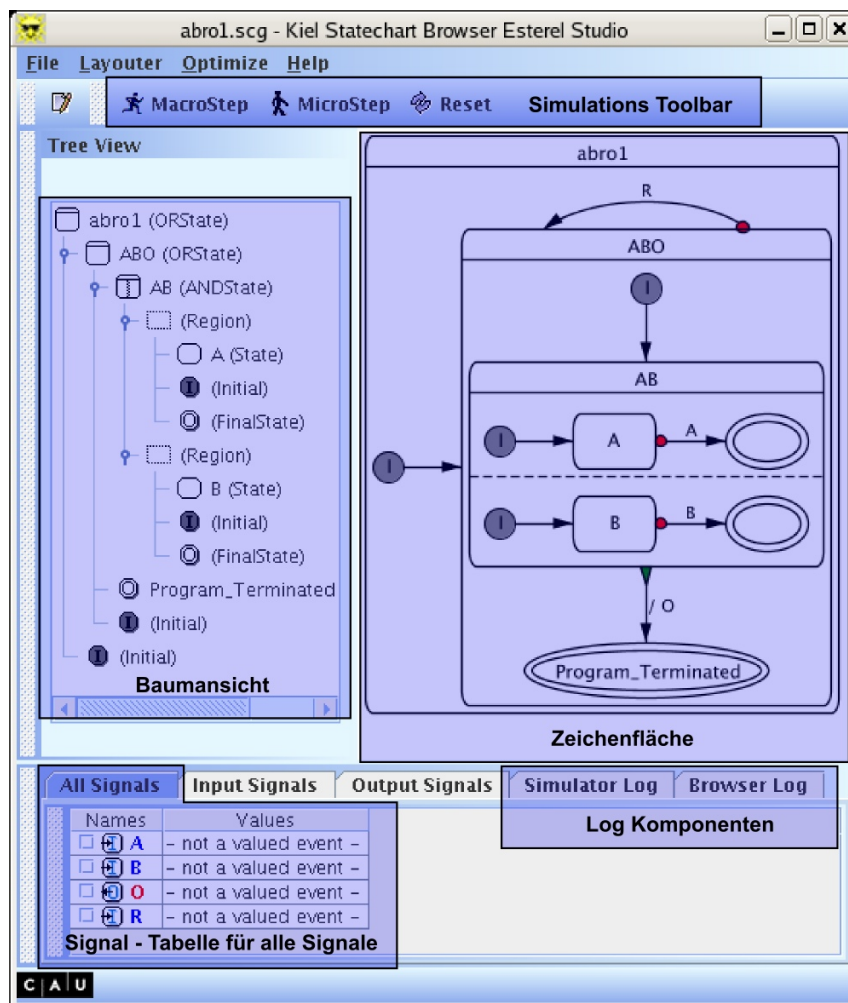 abro1.scg - Kiel Statechart Browser Esterel Studio
File Layouter Optimize Help
MacroStep MicroStep Reset Simulations Toolbar
Tree View
abro1 (ORState)
ABO (ORState)
AB (ANDState)
(Region)
A (State)
(Initial)
(FinalState)
(Region)
B (State)
(Initial)
(FinalState)
Program_Terminated
(Initial)
(Initial)
Baumansicht
abro1
R
ABO
I
AB
I A A
I
I B B
/ O
Program_Terminated
Zeichenfläche
All Signals Input Signals Output Signals Simulator Log Browser Log
Log Komponenten
Names Values
I A - not a valued event -
I B - not a valued event -
O O - not a valued event -
I R - not a valued event -
Signal - Tabelle für alle Signale
C A U